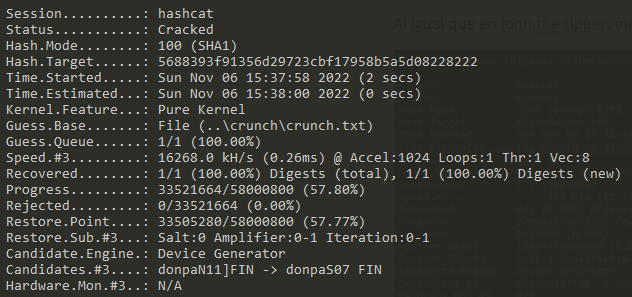 Al igual que en john the ripper, m
Session..........: hashcat
Status...........: Cracked
Hash.Mode........: 100 (SHA1)
Hash.Target......: 5688393f91356d29723cbf17958b5a5d08228222
Time.Started.....: Sun Nov 06 15:37:58 2022 (2 secs)
Time.Estimated...: Sun Nov 06 15:38:00 2022 (0 secs)
Kernel.Feature...: Pure Kernel
Guess.Base.......: File (..\crunch\crunch.txt)
Guess.Queue......: 1/1 (100.00%)
Speed.#3.........: 16268.0 kH/s (0.26ms) @ Accel:1024 Loops:1 Thr:1 Vec:8
Recovered........: 1/1 (100.00%) Digests (total), 1/1 (100.00%) Digests (new)
Progress.........: 33521664/58000800 (57.80%)
Rejected.........: 0/33521664 (0.00%)
Restore.Point....: 33505280/58000800 (57.77%)
Restore.Sub.#3...: Salt:0 Amplifier:0-1 Iteration:0-1
Candidate.Engine.: Device Generator
Candidates.#3....: donpaN11]FIN -> donpaS07 FIN
Hardware.Mon.#3..: N/A